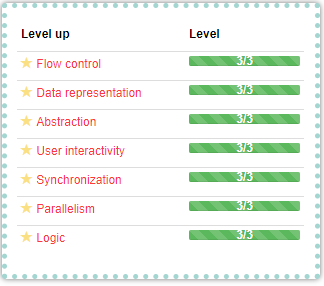 Level up Level
Flow control 3/3
Data representation 3/3
Abstraction 3/3
User interactivity 3/3
Synchronization 3/3
Parallelism 3/3
Logic 3/3